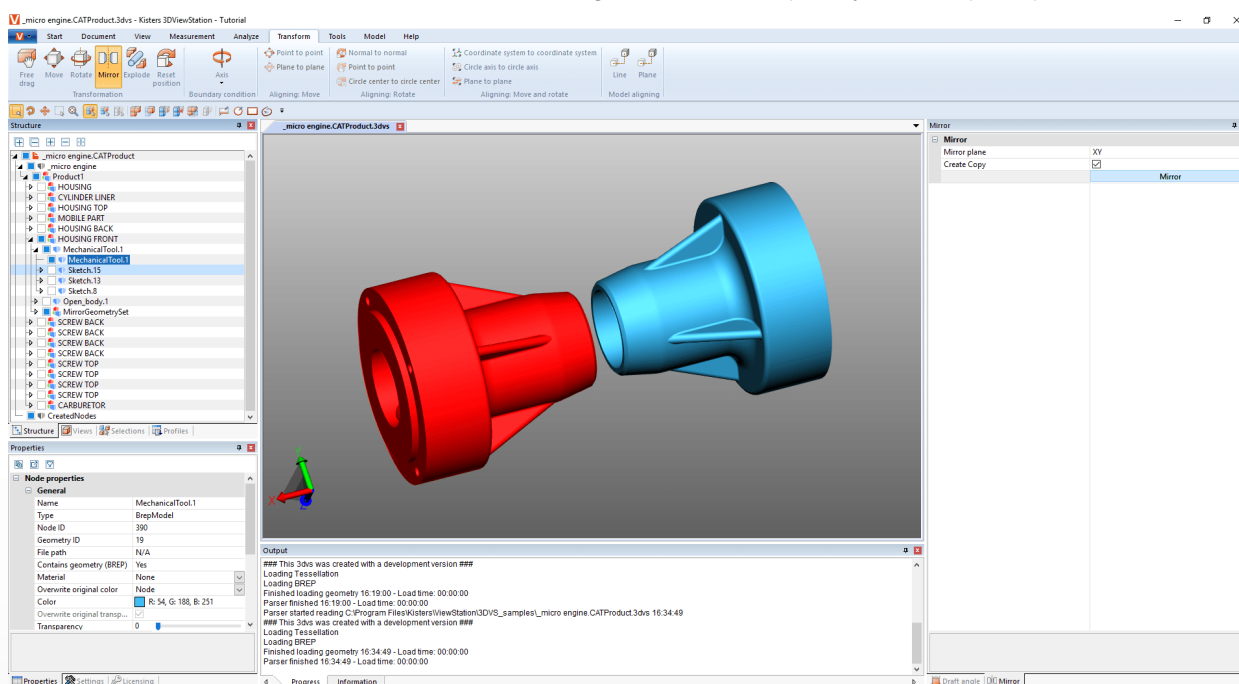 _micro engine.CATProduct.3dvs - Kisters 3DViewStation - Tutorial
Start Document View Measurement Analyze Transform Tools Model Help
Free drag Move Rotate Mirror Explode Reset position
Transformation
Axis
Boundary condition
Point to point
Plane to plane
Aligning: Move
Normal to normal
Point to point
Circle center to circle center
Aligning: Rotate
Coordinate system to coordinate system
Circle axis to circle axis
Plane to plane
Aligning: Move and rotate
Line Plane
Model aligning
Structure
_micro engine.CATProduct
_micro engine
Product1
HOUSING
CYLINDER LINER
HOUSING TOP
MOBILE PART
HOUSING BACK
HOUSING FRONT
MechanicalTool.1
MechanicalTool.1
Sketch.15
Sketch.13
Sketch.8
Open_body.1
MirrorGeometrySet
SCREW BACK
SCREW BACK
SCREW BACK
SCREW BACK
SCREW TOP
SCREW TOP
SCREW TOP
SCREW TOP
CARBURETOR
CreatedNodes
Structure Views Selections Profiles
Properties
Node properties
General
Name MechanicalTool.1
Type BrepModel
Node ID 390
Geometry ID 19
File path N/A
Contains geometry (BREP) Yes
Material None
Overwrite original color Node
Color R: 54, G: 188, B: 251
Overwrite original transp...
Transparency 0
Properties Settings Licensing
_micro engine.CATProduct.3dvs
X
Y
Z
Output
### This 3dvs was created with a development version ###
Loading Tessellation
Loading BREP
Finished loading geometry 16:19:00 - Load time: 00:00:00
Parser finished 16:19:00 - Load time: 00:00:00
Parser started reading C:\Program Files\Kisters\ViewStation\3DVS_samples\_micro engine.CATProduct.3dvs 16:34:49
### This 3dvs was created with a development version ###
Loading Tessellation
Loading BREP
Finished loading geometry 16:34:49 - Load time: 00:00:00
Parser finished 16:34:49 - Load time: 00:00:00
Progress Information
Mirror
Mirror
Mirror plane XY
Create Copy
Mirror
Draft angle Mirror